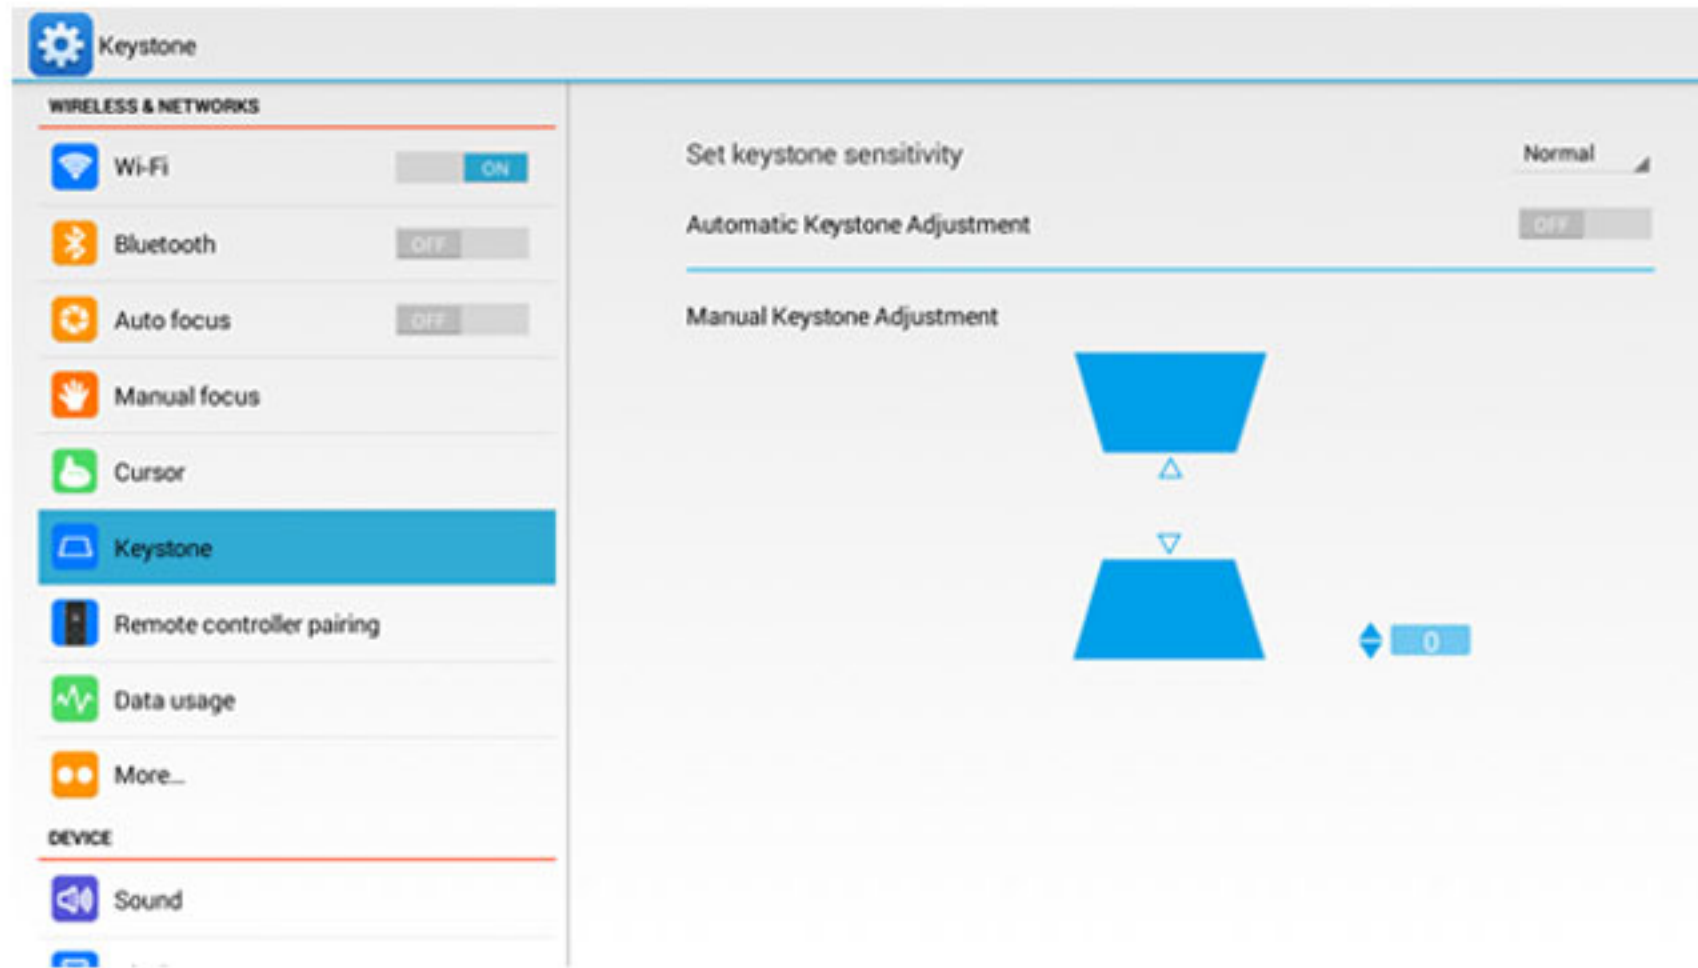 Keystone
WIRELESS & NETWORKS
Wi-Fi ON
Bluetooth OFF
Auto focus OFF
Manual focus
Cursor
Keystone
Remote controller pairing
Data usage
More...
DEVICE
Sound
Set keystone sensitivity Normal
Automatic Keystone Adjustment OFF
Manual Keystone Adjustment
0